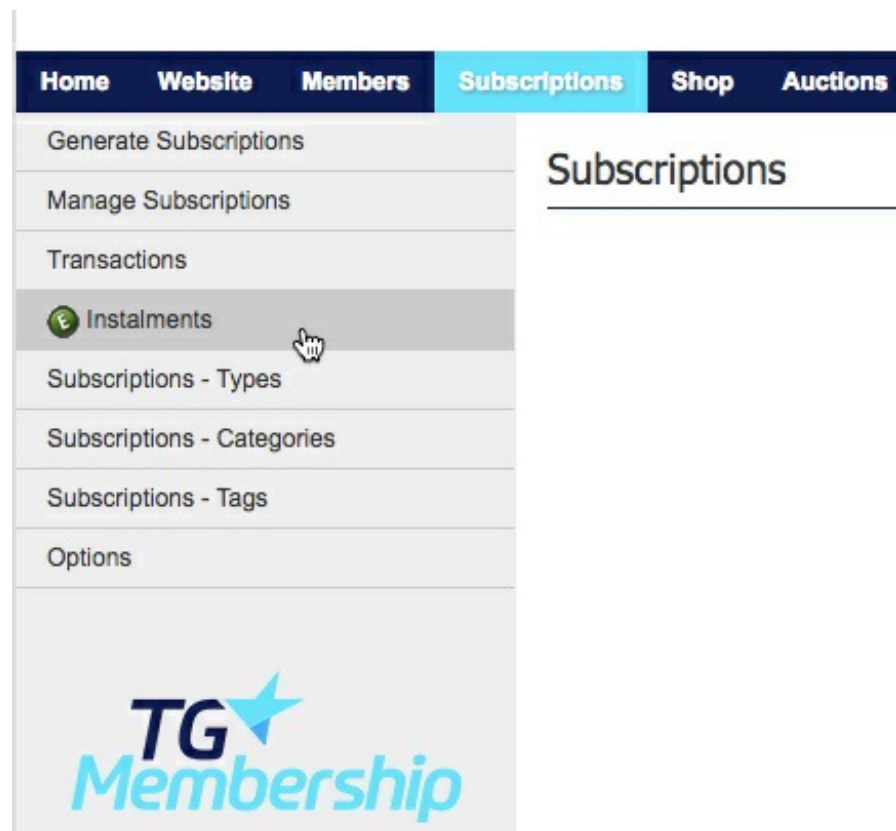 Home Website Members Subscriptions Shop Auctions
Generate Subscriptions
Manage Subscriptions
Transactions
E Instalments
Subscriptions - Types
Subscriptions - Categories
Subscriptions - Tags
Options
Subscriptions
TG
Membership